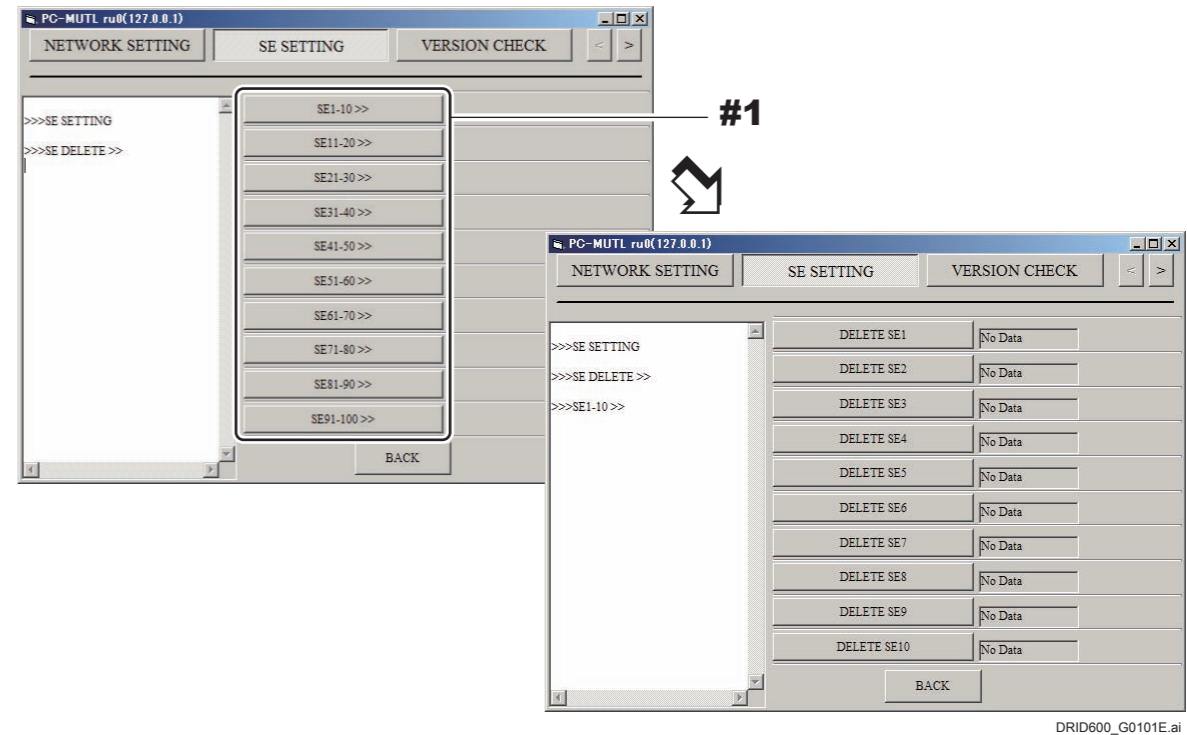 PC-MUTL ru0(127.0.0.1)
NETWORK SETTING
SE SETTING
VERSION CHECK
<
>
>>>SE SETTING
>>>SE DELETE >>
SE1-10 >>
SE11-20 >>
SE21-30 >>
SE31-40 >>
SE41-50 >>
SE51-60 >>
SE61-70 >>
SE71-80 >>
SE81-90 >>
SE91-100 >>
BACK
#1
PC-MUTL ru0(127.0.0.1)
NETWORK SETTING
SE SETTING
VERSION CHECK
<
>
>>>SE SETTING
>>>SE DELETE >>
>>>SE1-10 >>
DELETE SE1 No Data
DELETE SE2 No Data
DELETE SE3 No Data
DELETE SE4 No Data
DELETE SE5 No Data
DELETE SE6 No Data
DELETE SE7 No Data
DELETE SE8 No Data
DELETE SE9 No Data
DELETE SE10 No Data
BACK
DRID600_G0101E.ai